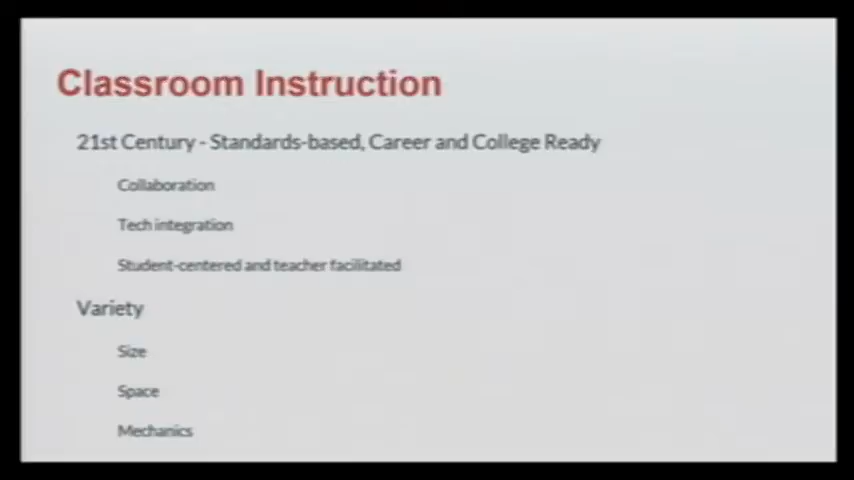 Classroom Instruction
21st Century - Standards-based, Career and College Ready
Collaboration
Tech integration
Student-centered and teacher facilitated
Variety
Size
Space
Mechanics